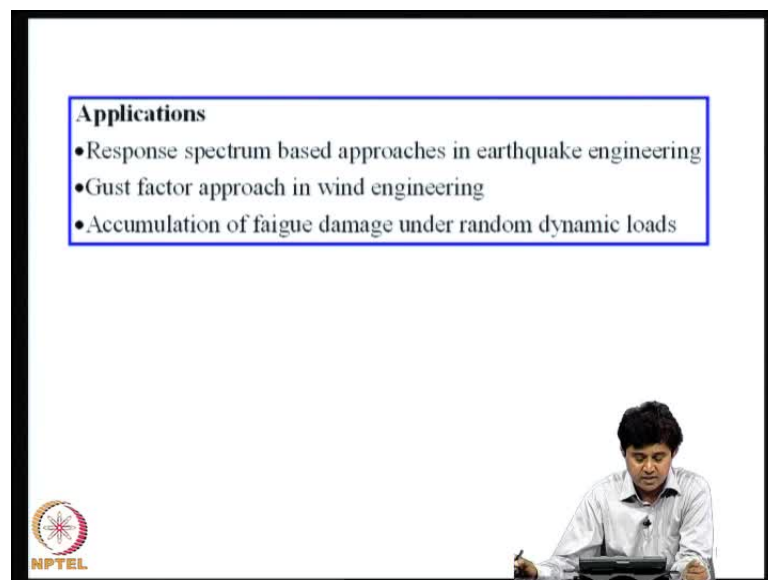 Applications
•Response spectrum based approaches in earthquake engineering
•Gust factor approach in wind engineering
•Accumulation of faigue damage under random dynamic loads
NPTEL